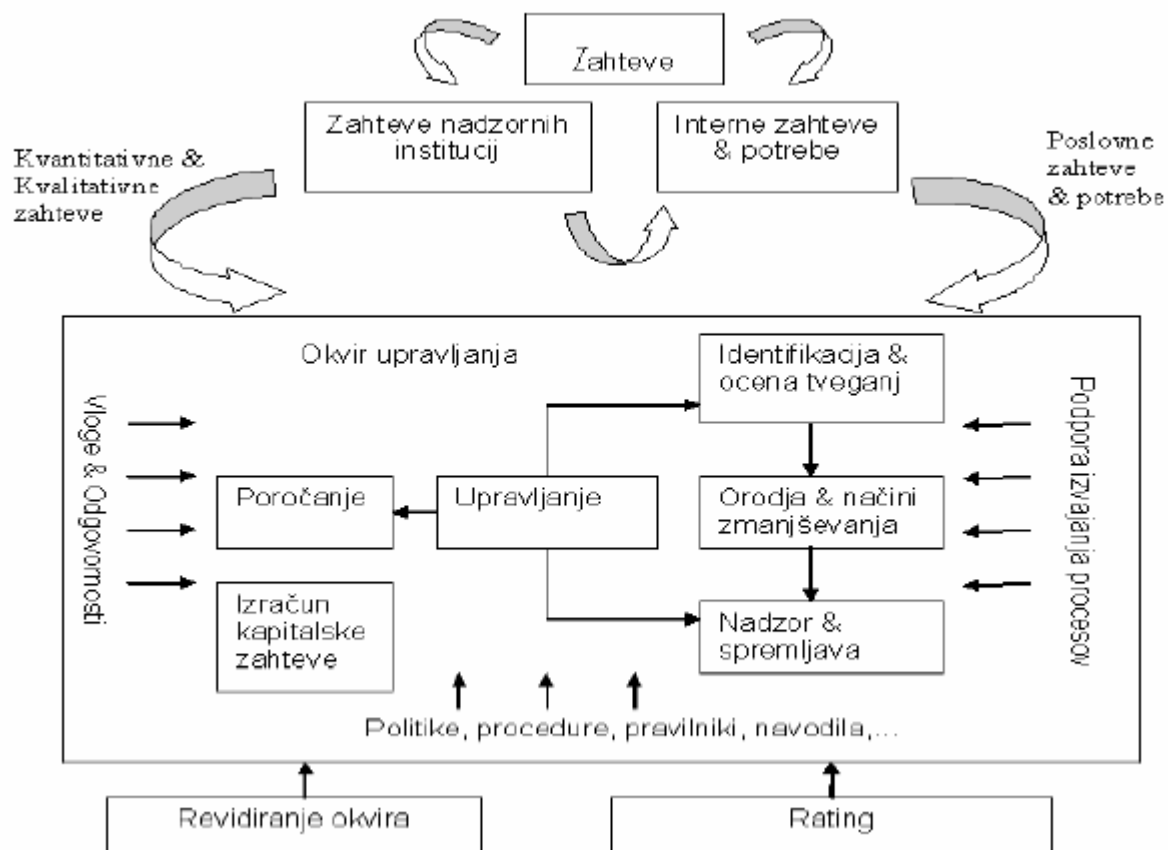 Zahteve
Zahteve nadzornih
institucij
Interne zahteve
& potrebe
Kvantitativne &
Kvalitativne
zahteve
Poslovne
zahteve
& potrebe
Okvir upravljanja
Identifikacija &
ocena tveganj
Vloge & Odgovornosti
Poročanje
Upravljanje
Orodja & načini
zmanjševanja
Podpora izvajanja procesov
Izračun
kapitalske
zahteve
Nadzor &
spremljava
Politike, procedure, pravilniki, navodila,...
Revidiranje okvira
Rating